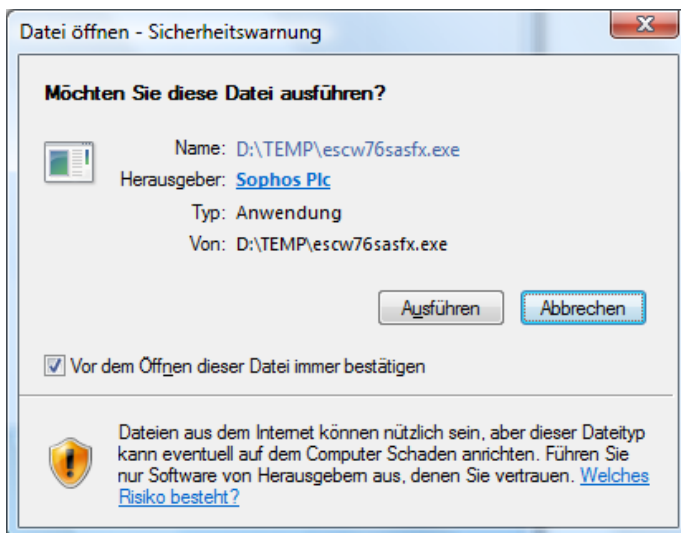 Datei öffnen - Sicherheitswarnung
Möchten Sie diese Datei ausführen?
Name: D:\TEMP\escw76sasfx.exe
Herausgeber: Sophos Plc
Typ: Anwendung
Von: D:\TEMP\escw76sasfx.exe
Ausführen Abbrechen
Vor dem Öffnen dieser Datei immer bestätigen
Dateien aus dem Internet können nützlich sein, aber dieser Dateityp
kann eventuell auf dem Computer Schaden anrichten. Führen Sie
nur Software von Herausgebern aus, denen Sie vertrauen. Welches
Risiko besteht?